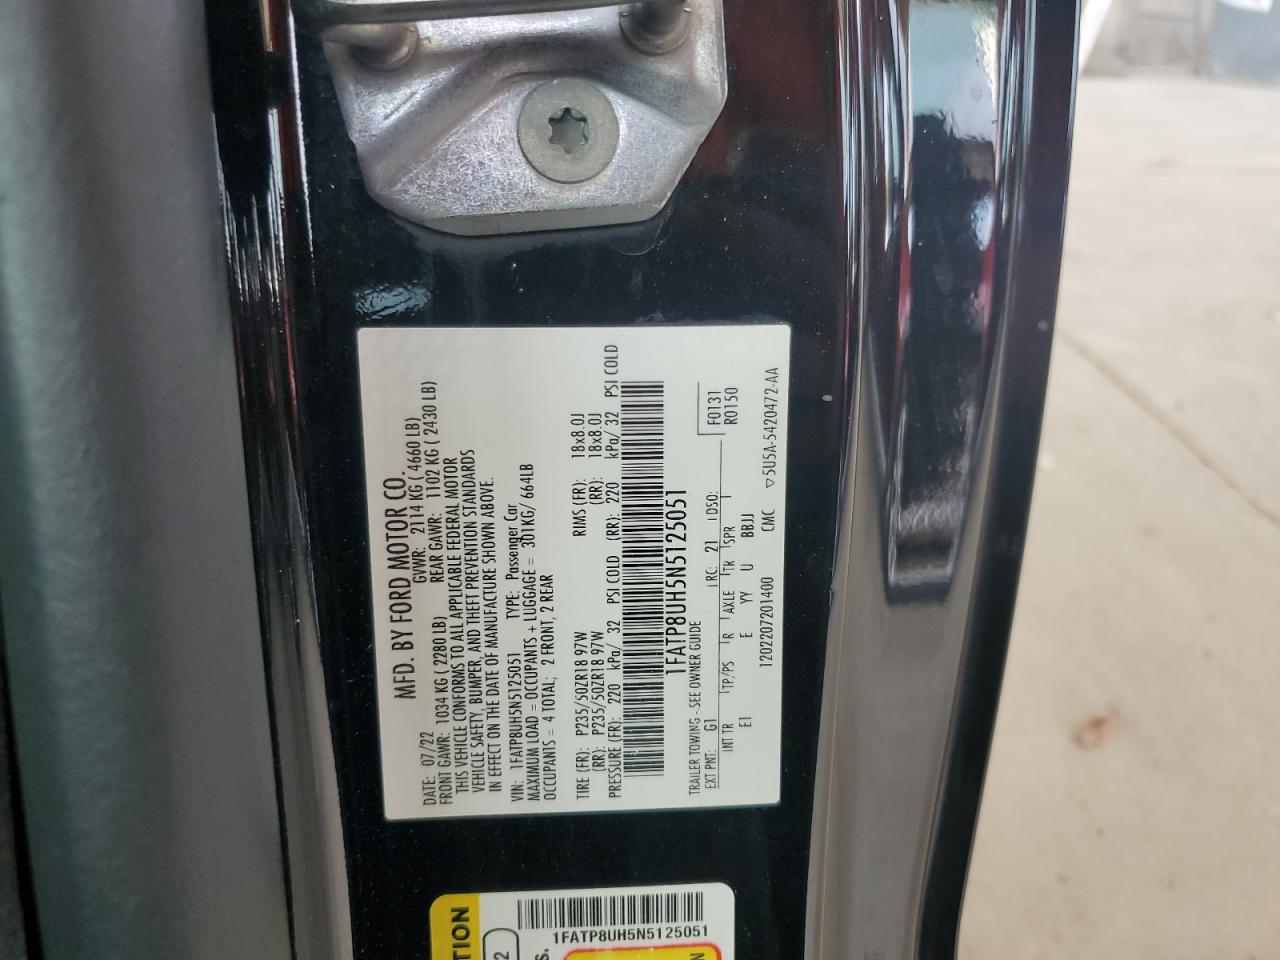 MFD. BY FORD MOTOR CO.
DATE: 07/22 GVWR: 2114 KG ( 4660 LB)
FRONT GAWR: 1034 KG ( 2280 LB) REAR GAWR: 1102 KG ( 2430 LB)
THIS VEHICLE CONFORMS TO ALL APPLICABLE FEDERAL MOTOR
VEHICLE SAFETY, BUMPER, AND THEFT PREVENTION STANDARDS
IN EFFECT ON THE DATE OF MANUFACTURE SHOWN ABOVE.
VIN: 1FATP8UH5N5125051 TYPE: Passenger Car
MAXIMUM LOAD = OCCUPANTS + LUGGAGE = 301KG/ 664LB
OCCUPANTS = 4 TOTAL; 2 FRONT, 2 REAR
TIRE (FR): P235/50ZR18 97W RIMS (FR): 18x8.0J
(RR): P235/50ZR18 97W (RR): 18x8.0J
PRESSURE (FR): 220 kPa/ 32 PSI COLD (RR): 220 kPa/ 32 PSI COLD
1FATP8UH5N5125051
TRAILER TOWING - SEE OWNER GUIDE F0131
EXT PNT: G1 RC: 21 DSO: R0150
INT TR TP/PS R AXLE TR SPR
E1 E YY U BBJJ
1202207201400 CMC ▽5U5A-5420472-AA
1FATP8UH5N5125051